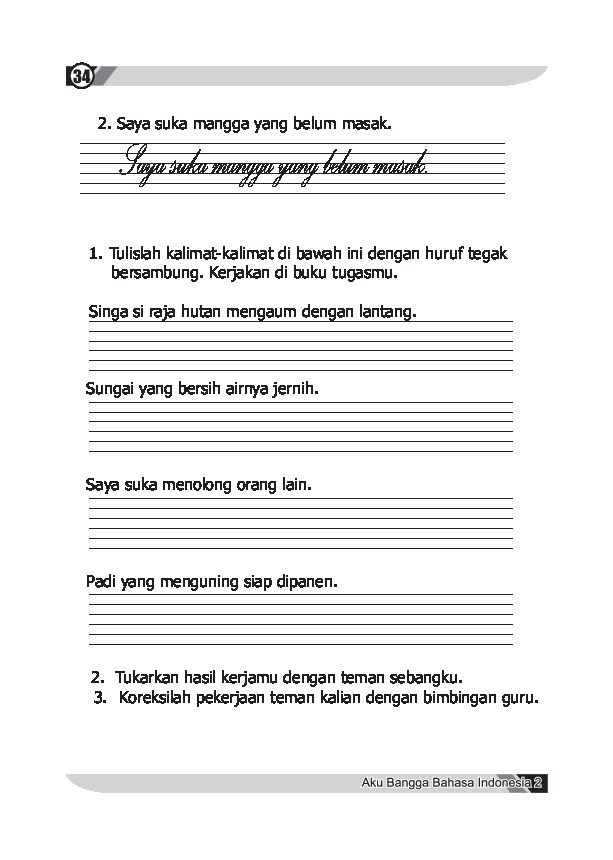 34
2. Saya suka mangga yang belum masak.
Saya suka mangga yang belum masak.
1. Tulislah kalimat-kalimat di bawah ini dengan huruf tegak
bersambung. Kerjakan di buku tugasmu.
Singa si raja hutan mengaum dengan lantang.
Sungai yang bersih airnya jernih.
Saya suka menolong orang lain.
Padi yang menguning siap dipanen.
2. Tukarkan hasil kerjamu dengan teman sebangku.
3. Koreksilah pekerjaan teman kalian dengan bimbingan guru.
Aku Bangga Bahasa Indonesia 2